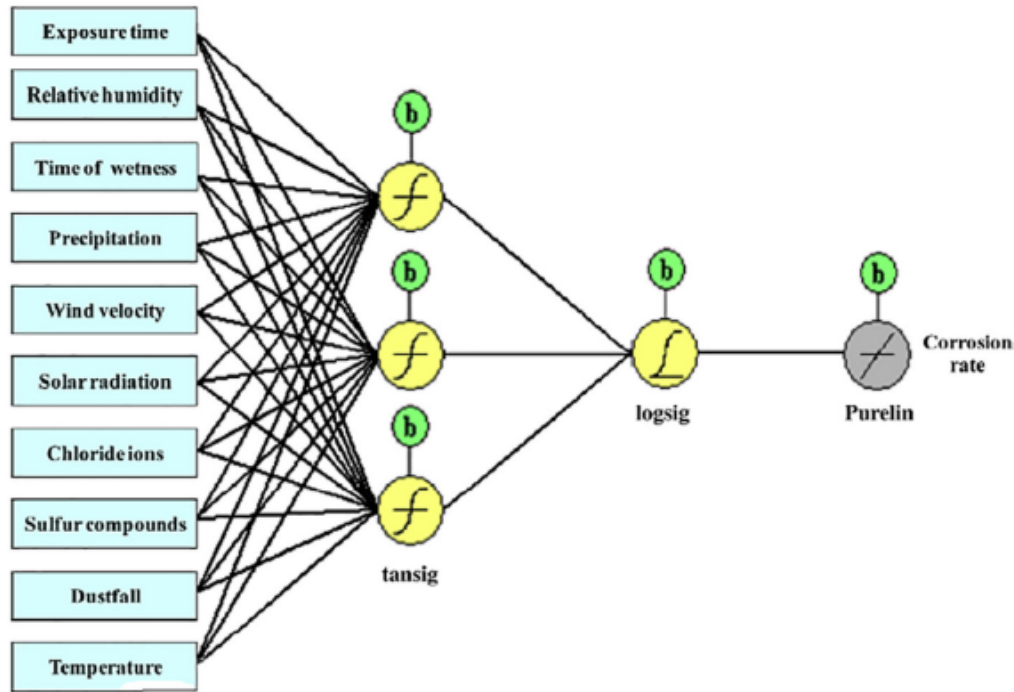 Exposure time
Relative humidity
Time of wetness
Precipitation
Wind velocity
Solar radiation
Chloride ions
Sulfur compounds
Dustfall
Temperature
b
b
b
tansig
b
logsig
b
Purelin
Corrosion
rate